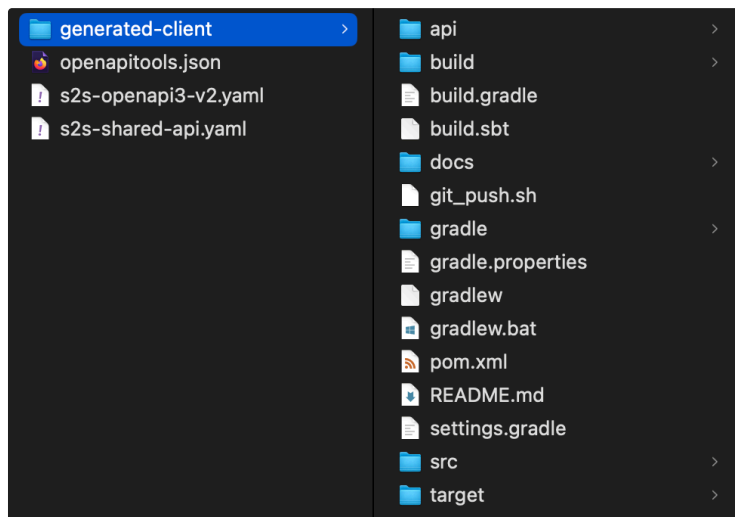 generated-client
openapitools.json
s2s-openapi3-v2.yaml
s2s-shared-api.yaml
api
build
build.gradle
build.sbt
docs
git_push.sh
gradle
gradle.properties
gradlew
gradlew.bat
pom.xml
README.md
settings.gradle
src
target